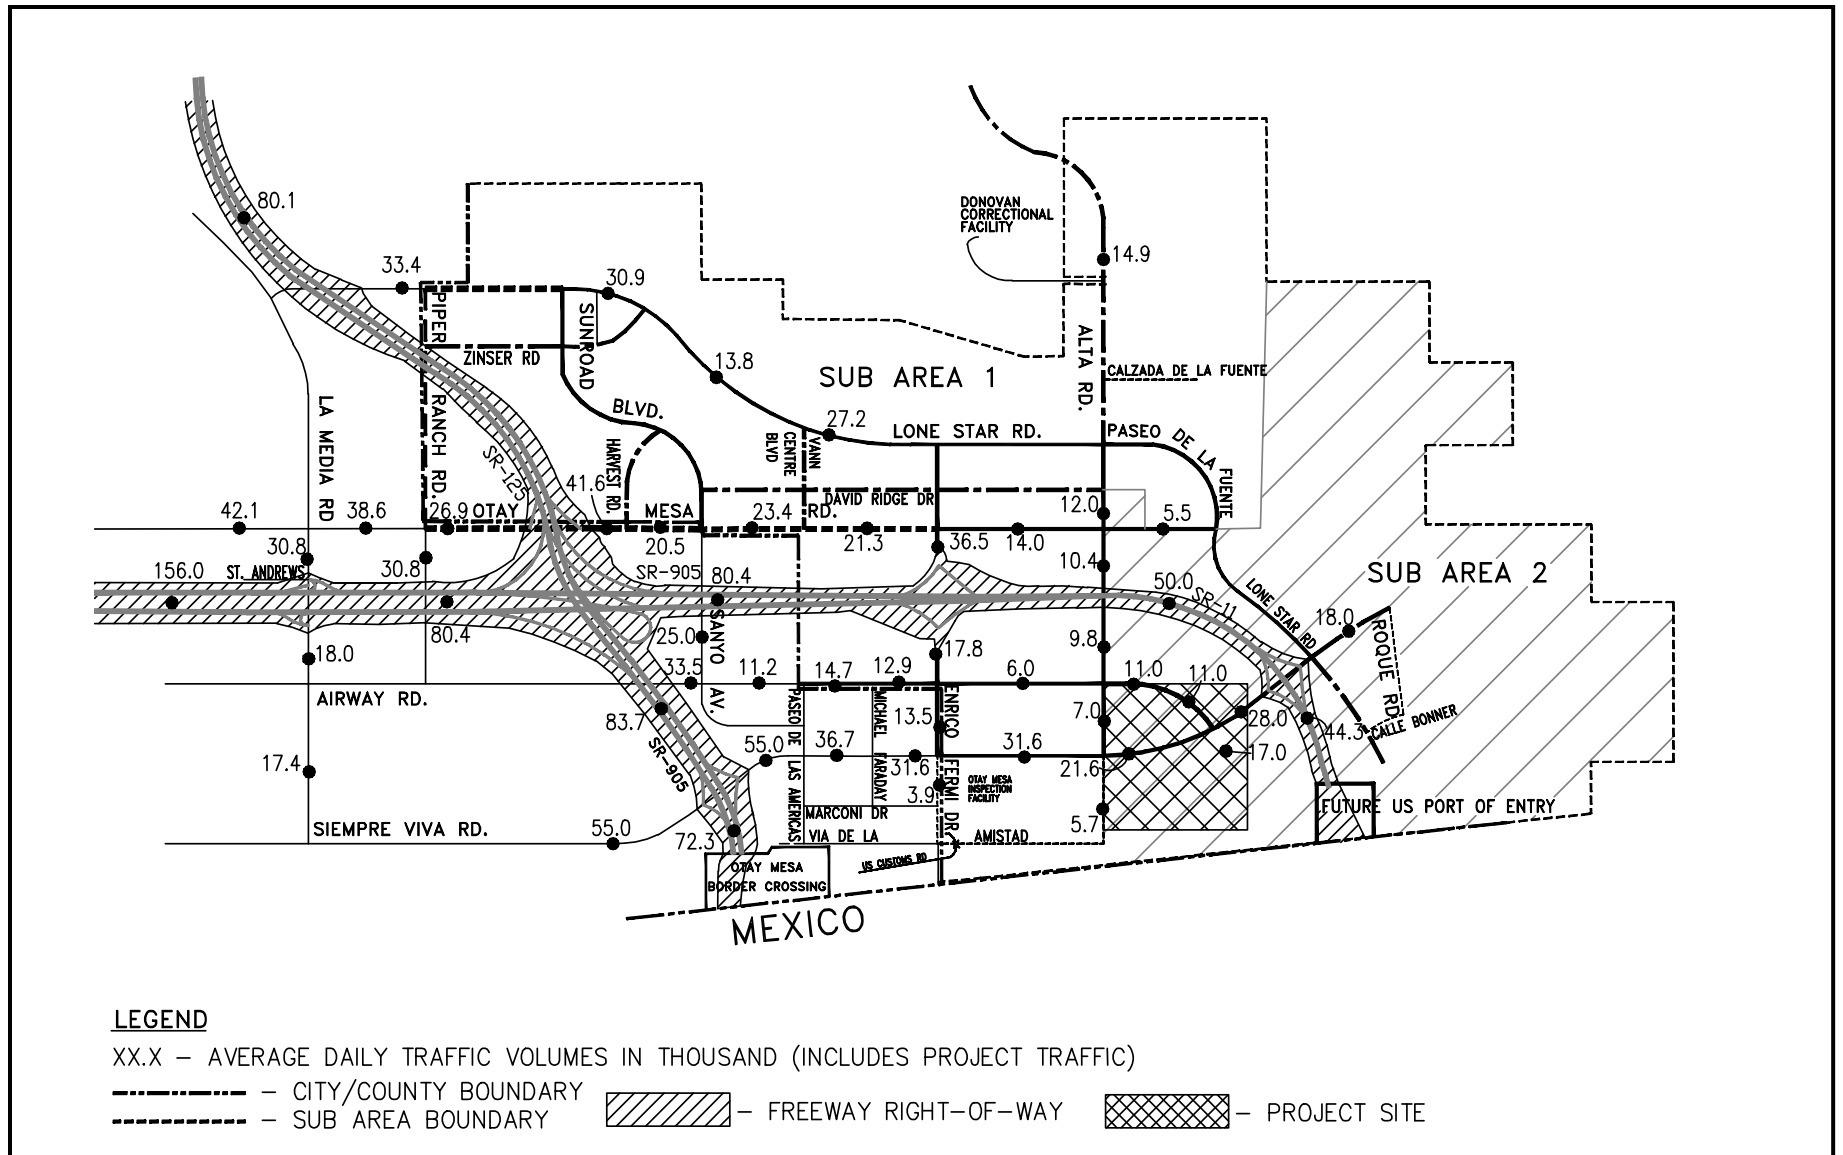 80.1
DONOVAN
CORRECTIONAL
FACILITY
14.9
33.4
30.9
PIPER
RANCH RD.
SUNROAD
BLVD.
ZINSER RD
13.8
SUB AREA 1
ALTA RD.
CALZADA DE LA FUENTE
27.2
LONE STAR RD.
PASEO DE LA FUENTE
LA MEDIA RD
SR-125
HARVEST RD.
VANN
CENTRE
BLVD
41.6
DAVID RIDGE DR
12.0
42.1
38.6
26.9
OTAY
MESA
23.4
RD.
5.5
30.8
30.8
20.5
21.3
36.5
14.0
10.4
156.0
ST. ANDREWS
SR-905
80.4
50.0
SR-11
LONE STAR RD
SUB AREA 2
18.0
ROQUE RD
80.4
25.0
SANYO AV.
9.8
18.0
17.8
33.5
11.2
14.7
12.9
6.0
11.0
11.0
AIRWAY RD.
83.7
PASEO DE LAS AMERICAS
MICHAEL FARADAY
13.5
ENRICO FERMI DR
7.0
28.0
44.3
CALLE BONNER
SR-905
17.4
55.0
36.7
31.6
31.6
21.6
17.0
3.9
OTAY MESA
INSPECTION
FACILITY
MARCONI DR
5.7
FUTURE US PORT OF ENTRY
SIEMPRE VIVA RD.
55.0
72.3
VIA DE LA
AMISTAD
US CUSTOMS RD
OTAY MESA
BORDER CROSSING
MEXICO
LEGEND
XX.X – AVERAGE DAILY TRAFFIC VOLUMES IN THOUSAND (INCLUDES PROJECT TRAFFIC)
– CITY/COUNTY BOUNDARY
– SUB AREA BOUNDARY
– FREEWAY RIGHT-OF-WAY
– PROJECT SITE